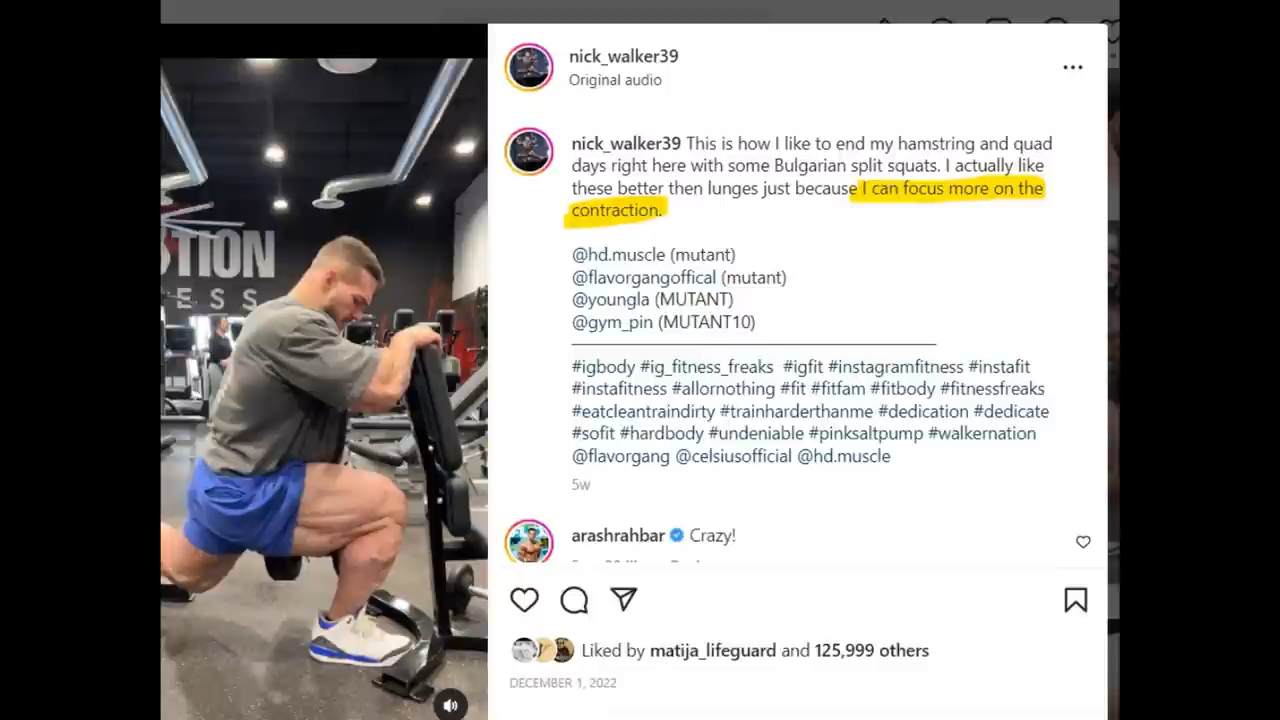 nick_walker39
Original audio
nick_walker39 This is how I like to end my hamstring and quad
days right here with some Bulgarian split squats. I actually like
these better then lunges just because I can focus more on the
contraction.
@hd.muscle (mutant)
@flavorgangoffical (mutant)
@youngla (MUTANT)
@gym_pin (MUTANT10)
#igbody #ig_fitness_freaks #igfit #instagramfitness #instafit
#instafitness #allornothing #fit #fitfam #fitbody #fitnessfreaks
#eatcleantraindirty #trainharderthanme #dedication #dedicate
#sofit #hardbody #undeniable #pinksaltpump #walkernation
@flavorgang @celsiusofficial @hd.muscle
5w
arashrahbar Crazy!
Liked by matija_lifeguard and 125,999 others
DECEMBER 1, 2022
TION
ESS